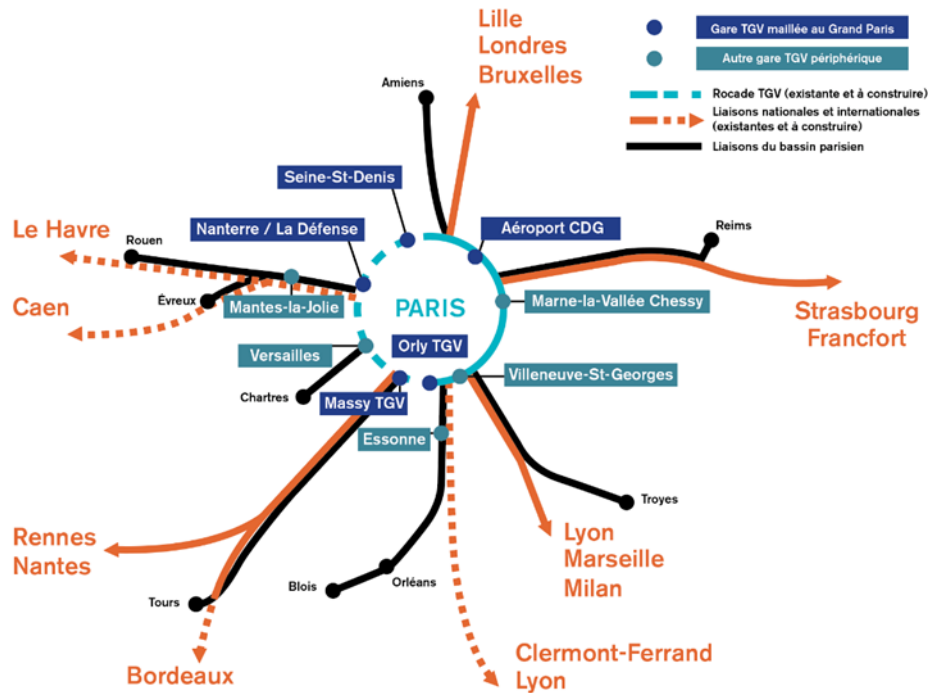 Lille
Londres
Bruxelles
Gare TGV maillée au Grand Paris
Autre gare TGV périphérique
Rocade TGV (existante et à construire)
Liaisons nationales et internationales
(existantes et à construire)
Liaisons du bassin parisien
Amiens
Seine-St-Denis
Nanterre / La Défense
Aéroport CDG
Reims
Le Havre
Rouen
Caen
Évreux
Mantes-la-Jolie
PARIS
Marne-la-Vallée Chessy
Strasbourg
Francfort
Versailles
Orly TGV
Villeneuve-St-Georges
Chartres
Massy TGV
Essonne
Troyes
Rennes
Nantes
Lyon
Marseille
Milan
Tours
Blois
Orléans
Bordeaux
Clermont-Ferrand
Lyon